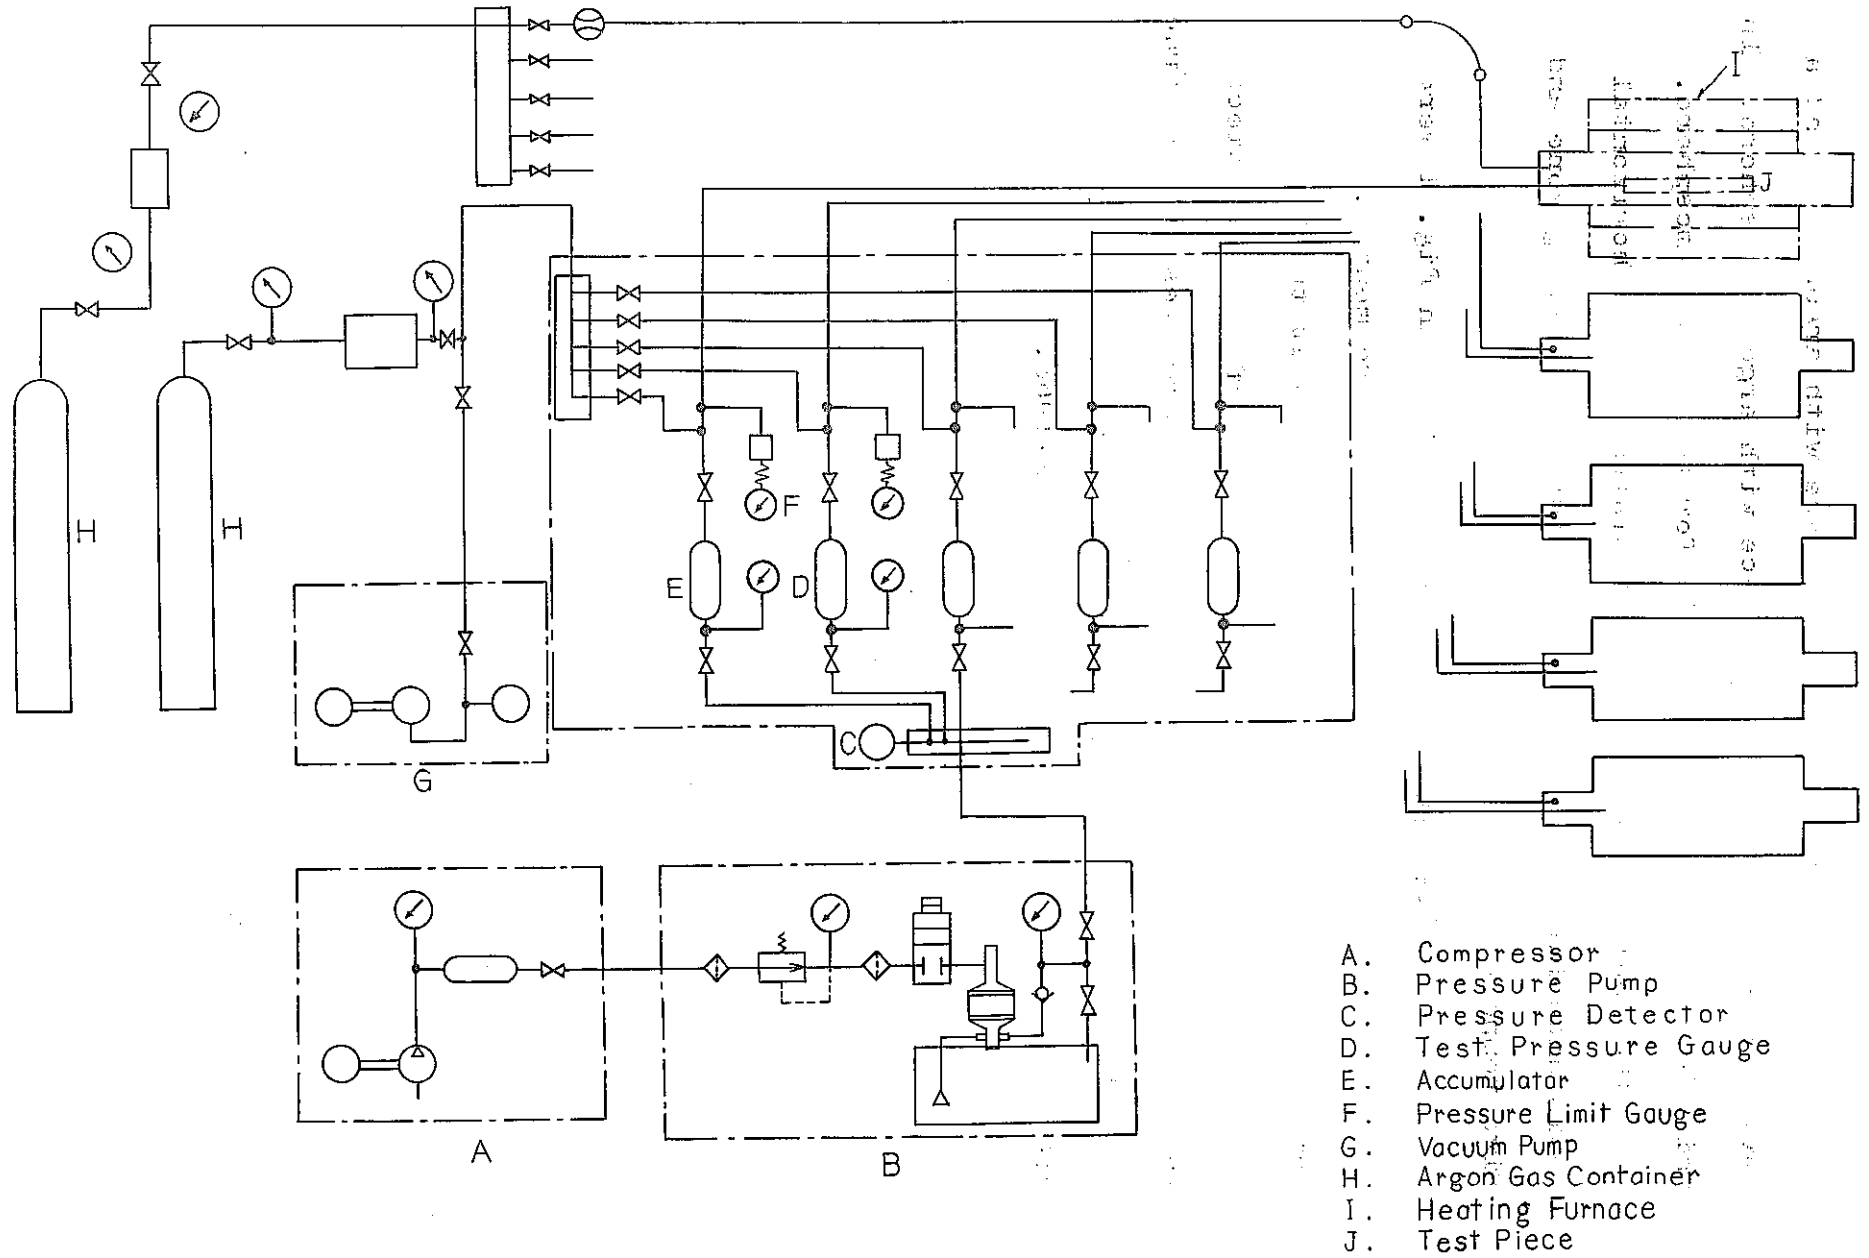 I
J
H
H
F
E
D
C
G
A
B
A. Compressor
B. Pressure Pump
C. Pressure Detector
D. Test Pressure Gauge
E. Accumulator
F. Pressure Limit Gauge
G. Vacuum Pump
H. Argon Gas Container
I. Heating Furnace
J. Test Piece